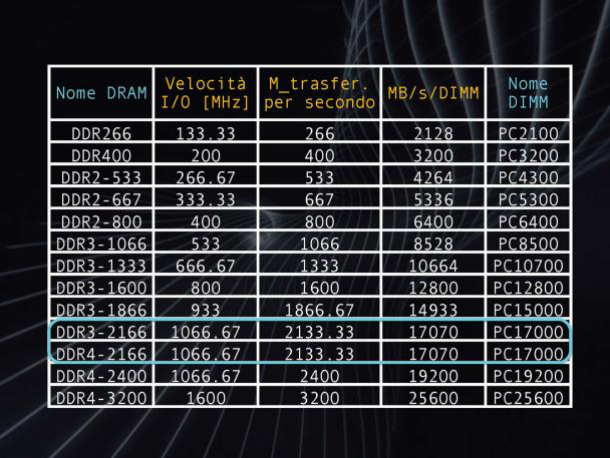 Nome DRAM Velocità I/O [MHz] M_trasfer. per secondo MB/s/DIMM Nome DIMM
DDR266 133.33 266 2128 PC2100
DDR400 200 400 3200 PC3200
DDR2-533 266.67 533 4264 PC4300
DDR2-667 333.33 667 5336 PC5300
DDR2-800 400 800 6400 PC6400
DDR3-1066 533 1066 8528 PC8500
DDR3-1333 666.67 1333 10664 PC10700
DDR3-1600 800 1600 12800 PC12800
DDR3-1866 933 1866.67 14933 PC15000
DDR3-2166 1066.67 2133.33 17070 PC17000
DDR4-2166 1066.67 2133.33 17070 PC17000
DDR4-2400 1066.67 2400 19200 PC19200
DDR4-3200 1600 3200 25600 PC25600